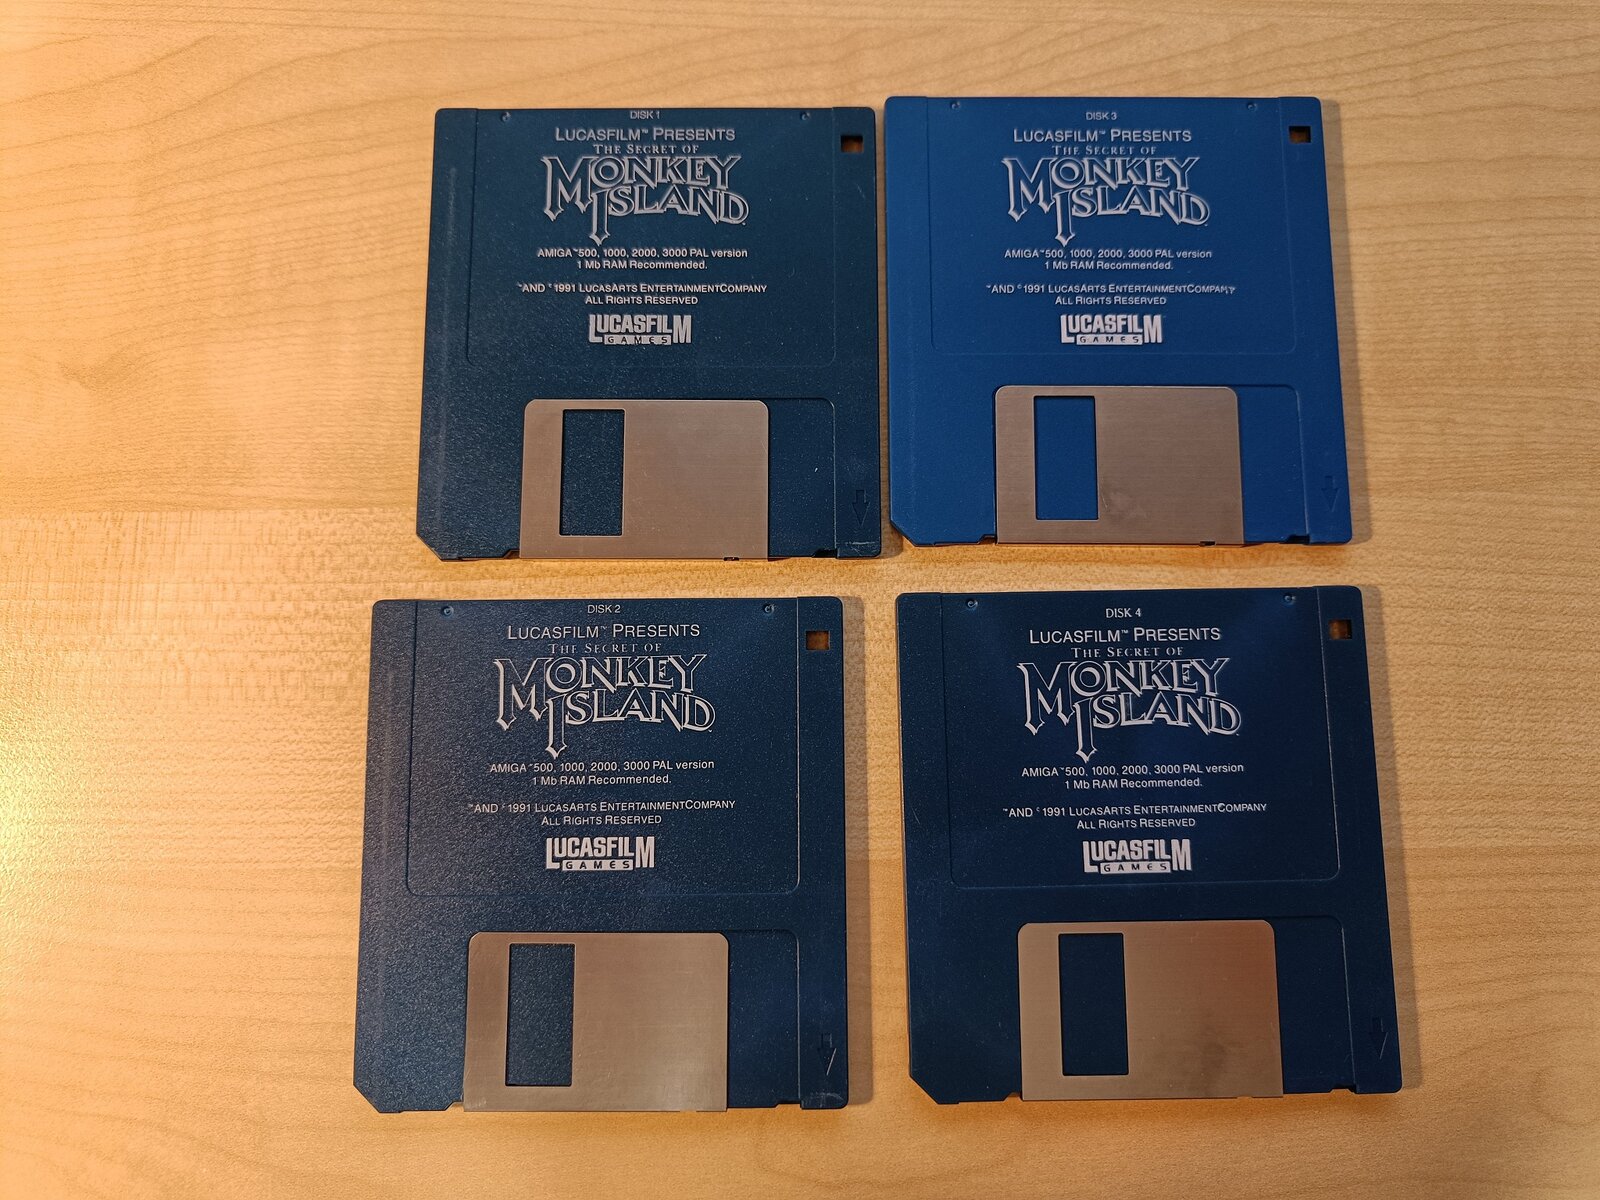 DISK 1
LUCASFILM™ PRESENTS
THE SECRET OF
MONKEY
ISLAND
AMIGA™500, 1000, 2000, 3000 PAL version
1 Mb RAM Recommended.
™AND ©1991 LUCASARTS ENTERTAINMENTCOMPANY
ALL RIGHTS RESERVED
LUCASFILM
GAMES
DISK 3
LUCASFILM™ PRESENTS
THE SECRET OF
MONKEY
ISLAND
AMIGA™500, 1000, 2000, 3000 PAL version
1 Mb RAM Recommended.
™AND ©1991 LUCASARTS ENTERTAINMENTCOMPANY
ALL RIGHTS RESERVED
LUCASFILM
GAMES
DISK 2
LUCASFILM™ PRESENTS
THE SECRET OF
MONKEY
ISLAND
AMIGA™500, 1000, 2000, 3000 PAL version
1 Mb RAM Recommended.
™AND ©1991 LUCASARTS ENTERTAINMENTCOMPANY
ALL RIGHTS RESERVED
LUCASFILM
GAMES
DISK 4
LUCASFILM™ PRESENTS
THE SECRET OF
MONKEY
ISLAND
AMIGA™500, 1000, 2000, 3000 PAL version
1 Mb RAM Recommended.
™AND ©1991 LUCASARTS ENTERTAINMENTCOMPANY
ALL RIGHTS RESERVED
LUCASFILM
GAMES